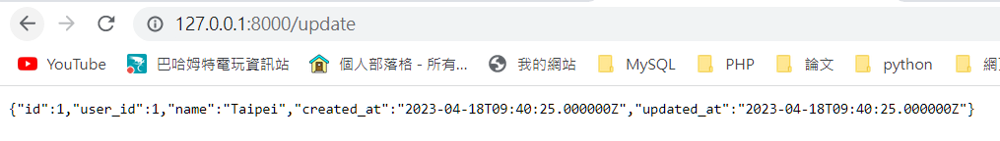 127.0.0.1:8000/update
YouTube 巴哈姆特電玩資訊站 個人部落格 - 所有... 我的網站 MySQL PHP 論文 python
{"id":1,"user_id":1,"name":"Taipei","created_at":"2023-04-18T09:40:25.000000Z","updated_at":"2023-04-18T09:40:25.000000Z"}